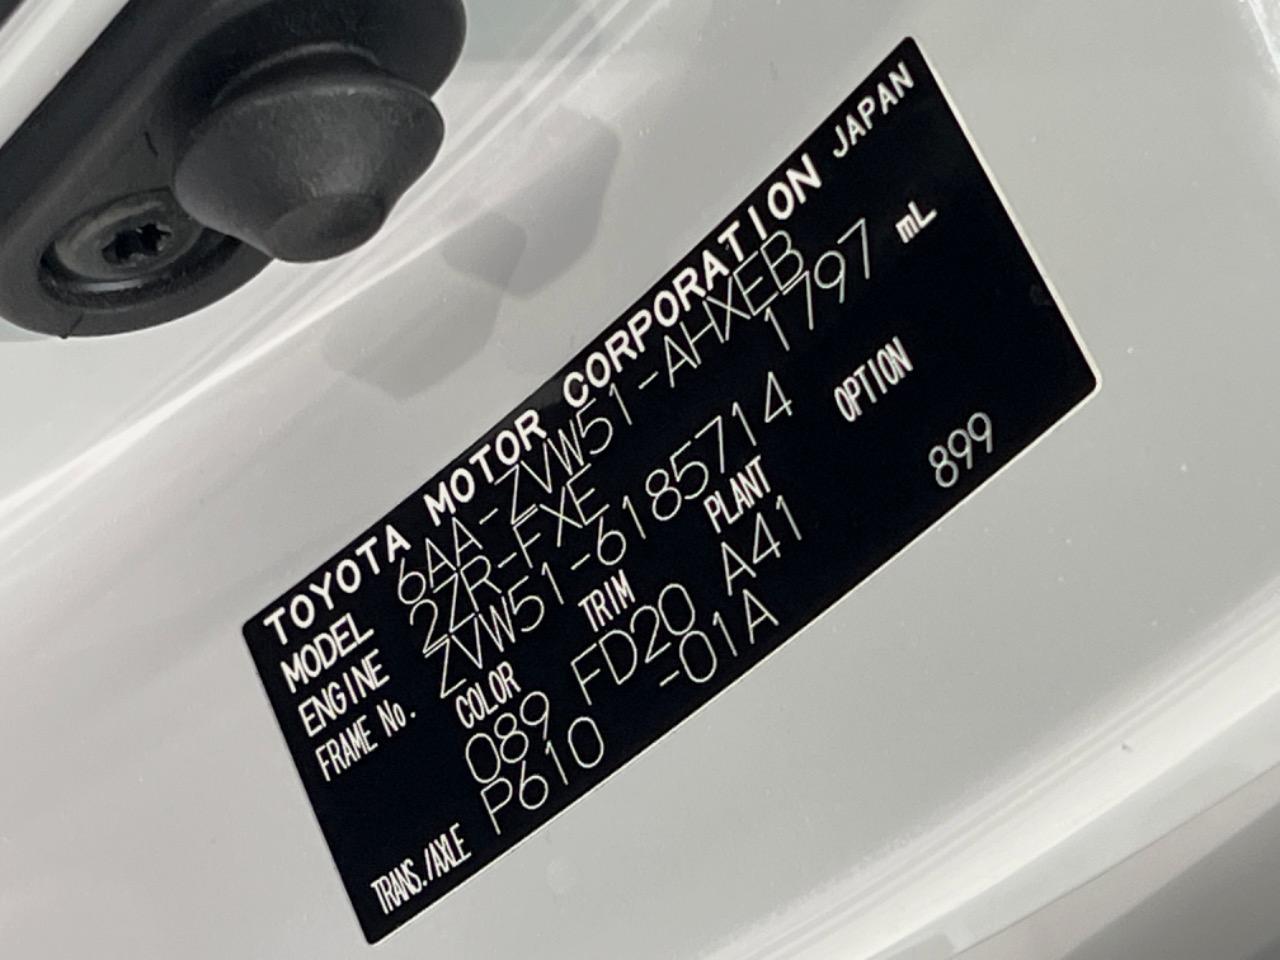 TOYOTA MOTOR CORPORATION JAPAN
MODEL 6AA-ZVW51-AHXEB
ENGINE 2ZR-FXE 1797 mL
FRAME No. ZVW51-6185714
COLOR TRIM PLANT OPTION
089 FD20 A41 899
TRANS./AXLE P610 -01A